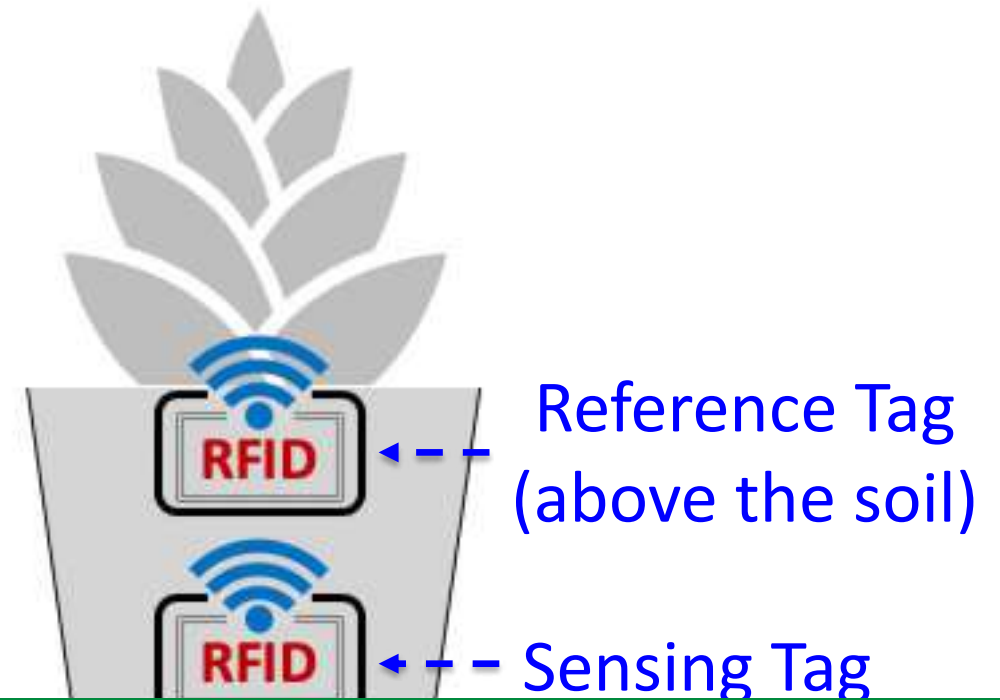 RFID
Reference Tag
(above the soil)
RFID
Sensing Tag